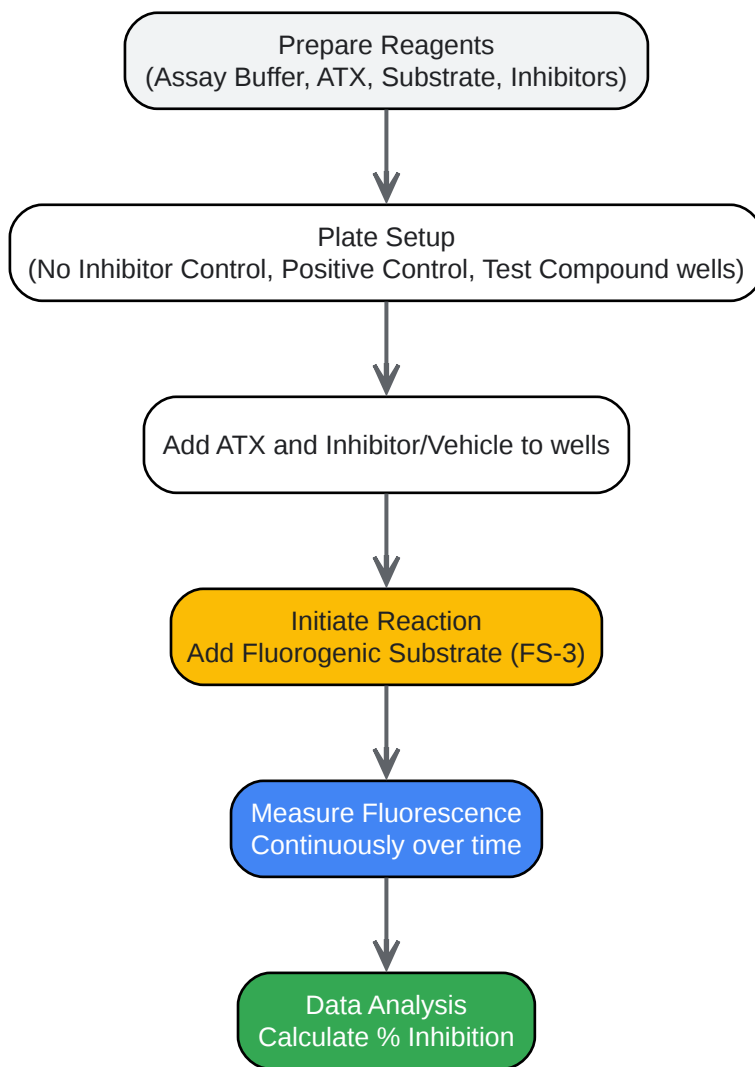 Prepare Reagents
(Assay Buffer, ATX, Substrate, Inhibitors)
Plate Setup
(No Inhibitor Control, Positive Control, Test Compound wells)
Add ATX and Inhibitor/Vehicle to wells
Initiate Reaction
Add Fluorogenic Substrate (FS-3)
Measure Fluorescence
Continuously over time
Data Analysis
Calculate % Inhibition